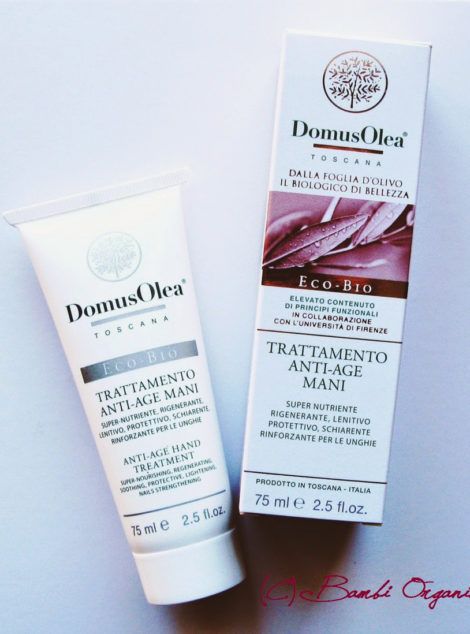 DomusOlea®
TOSCANA
Eco-Bio
TRATTAMENTO
ANTI-AGE MANI
SUPER-NUTRIENTE, RIGENERANTE,
LENITIVO, PROTETTIVO, SCHIARENTE,
RINFORZANTE PER LE UNGHIE
ANTI-AGE HAND
TREATMENT
SUPER-NOURISHING, REGENERATING,
SOOTHING, PROTECTIVE, LIGHTENING,
NAILS STRENGTHENING
75 ml e 2.5 fl.oz.
DomusOlea®
TOSCANA
DALLA FOGLIA D'OLIVO
IL BIOLOGICO DI BELLEZZA
Eco-Bio
ELEVATO CONTENUTO
DI PRINCIPI FUNZIONALI
IN COLLABORAZIONE
CON L'UNIVERSITÀ DI FIRENZE
TRATTAMENTO
ANTI-AGE
MANI
SUPER NUTRIENTE
RIGENERANTE, LENITIVO
PROTETTIVO, SCHIARENTE
RINFORZANTE PER LE UNGHIE
PRODOTTO IN TOSCANA - ITALIA
75 ml e 2.5 fl.oz.
(C) Bambi Organi